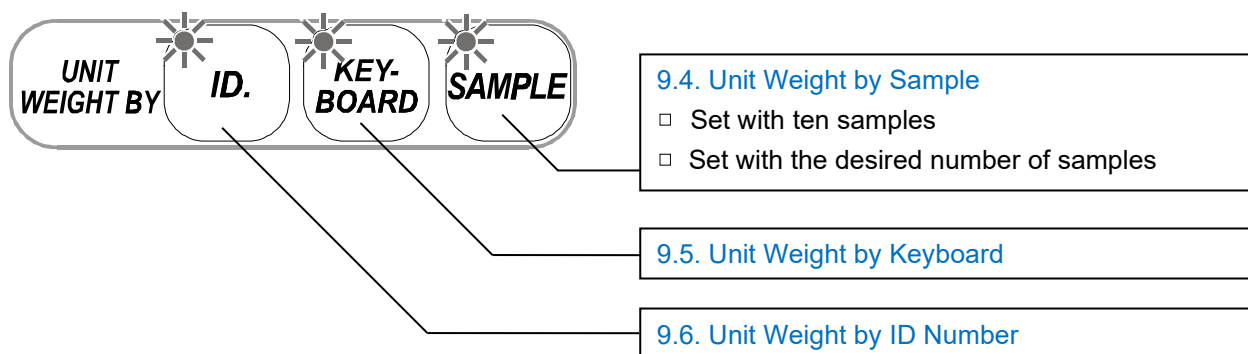 UNIT
WEIGHT BY
ID.
KEY-
BOARD
SAMPLE
9.4. Unit Weight by Sample
□ Set with ten samples
□ Set with the desired number of samples
9.5. Unit Weight by Keyboard
9.6. Unit Weight by ID Number